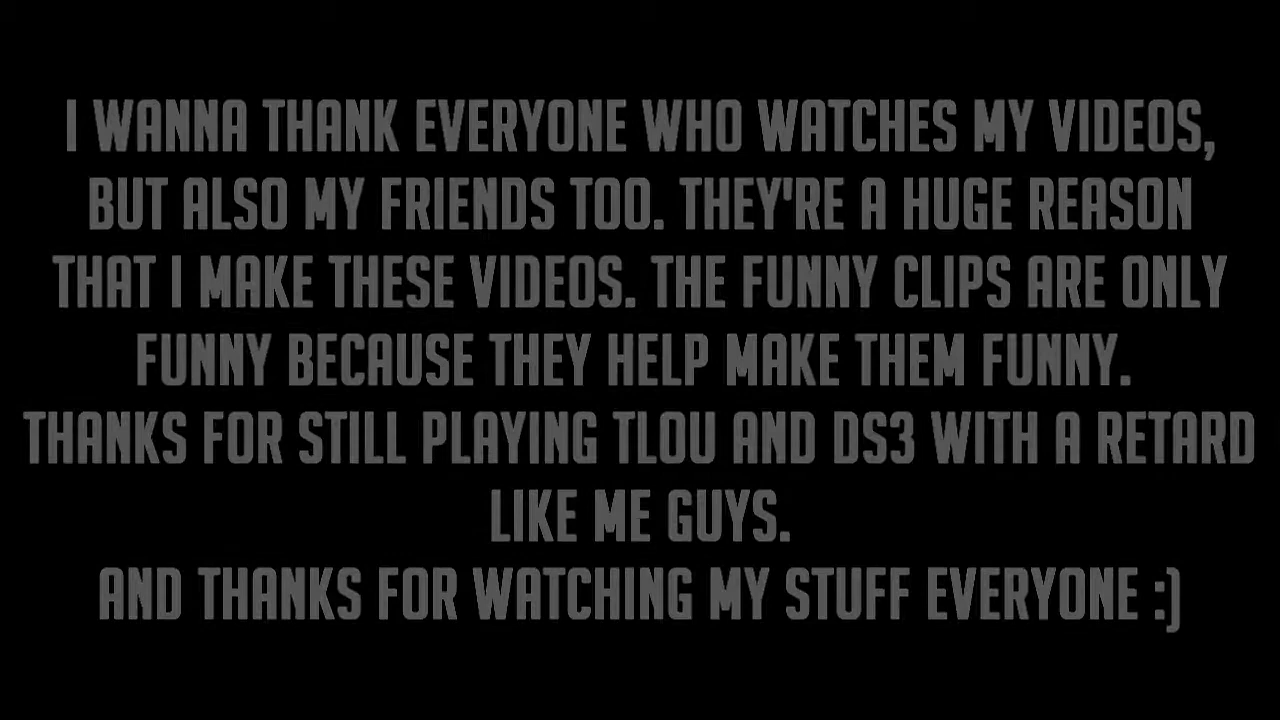 I WANNA THANK EVERYONE WHO WATCHES MY VIDEOS,
BUT ALSO MY FRIENDS TOO. THEY'RE A HUGE REASON
THAT I MAKE THESE VIDEOS. THE FUNNY CLIPS ARE ONLY
FUNNY BECAUSE THEY HELP MAKE THEM FUNNY.
THANKS FOR STILL PLAYING TLOU AND DS3 WITH A RETARD
LIKE ME GUYS.
AND THANKS FOR WATCHING MY STUFF EVERYONE :)